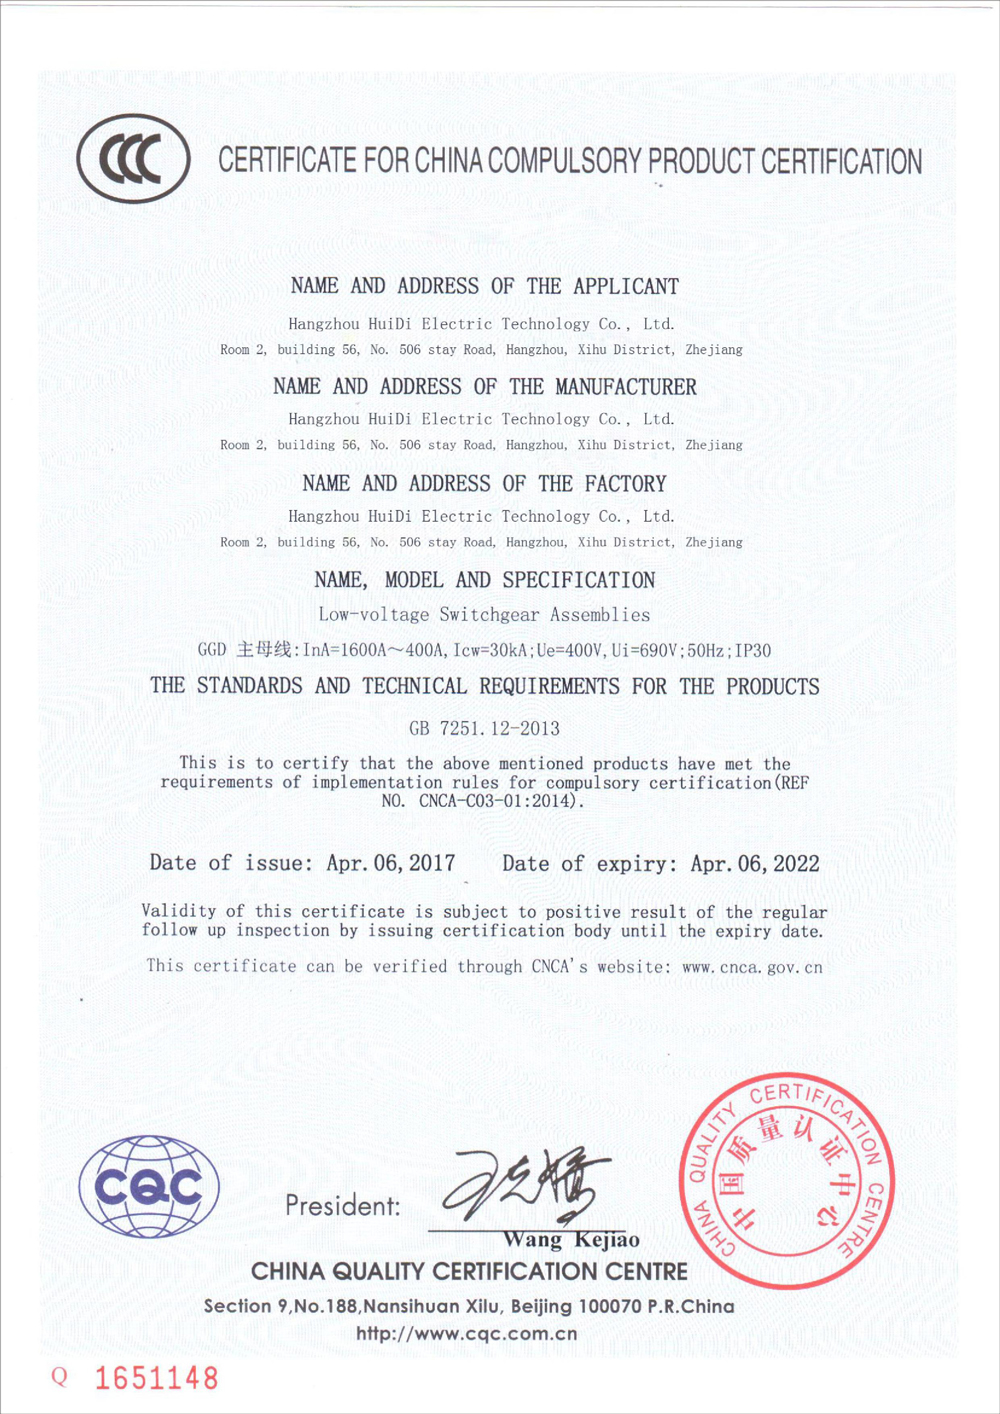 CCC
CERTIFICATE FOR CHINA COMPULSORY PRODUCT CERTIFICATION
NAME AND ADDRESS OF THE APPLICANT
Hangzhou HuiDi Electric Technology Co., Ltd.
Room 2, building 56, No. 506 stay Road, Hangzhou, Xihu District, Zhejiang
NAME AND ADDRESS OF THE MANUFACTURER
Hangzhou HuiDi Electric Technology Co., Ltd.
Room 2, building 56, No. 506 stay Road, Hangzhou, Xihu District, Zhejiang
NAME AND ADDRESS OF THE FACTORY
Hangzhou HuiDi Electric Technology Co., Ltd.
Room 2, building 56, No. 506 stay Road, Hangzhou, Xihu District, Zhejiang
NAME, MODEL AND SPECIFICATION
Low-voltage Switchgear Assemblies
GGD 主母线:InA=1600A～400A,Icw=30kA;Ue=400V,Ui=690V;50Hz;IP30
THE STANDARDS AND TECHNICAL REQUIREMENTS FOR THE PRODUCTS
GB 7251.12-2013
This is to certify that the above mentioned products have met the
requirements of implementation rules for compulsory certification(REF
NO. CNCA-C03-01:2014).
Date of issue: Apr.06,2017 Date of expiry: Apr.06,2022
Validity of this certificate is subject to positive result of the regular
follow up inspection by issuing certification body until the expiry date.
This certificate can be verified through CNCA's website: www.cnca.gov.cn
CHINA QUALITY CERTIFICATION CENTRE
中国质量认证中心
CQC
President:
Wang Kejiao
CHINA QUALITY CERTIFICATION CENTRE
Section 9,No.188,Nansihuan Xilu, Beijing 100070 P.R.China
http://www.cqc.com.cn
Q 1651148